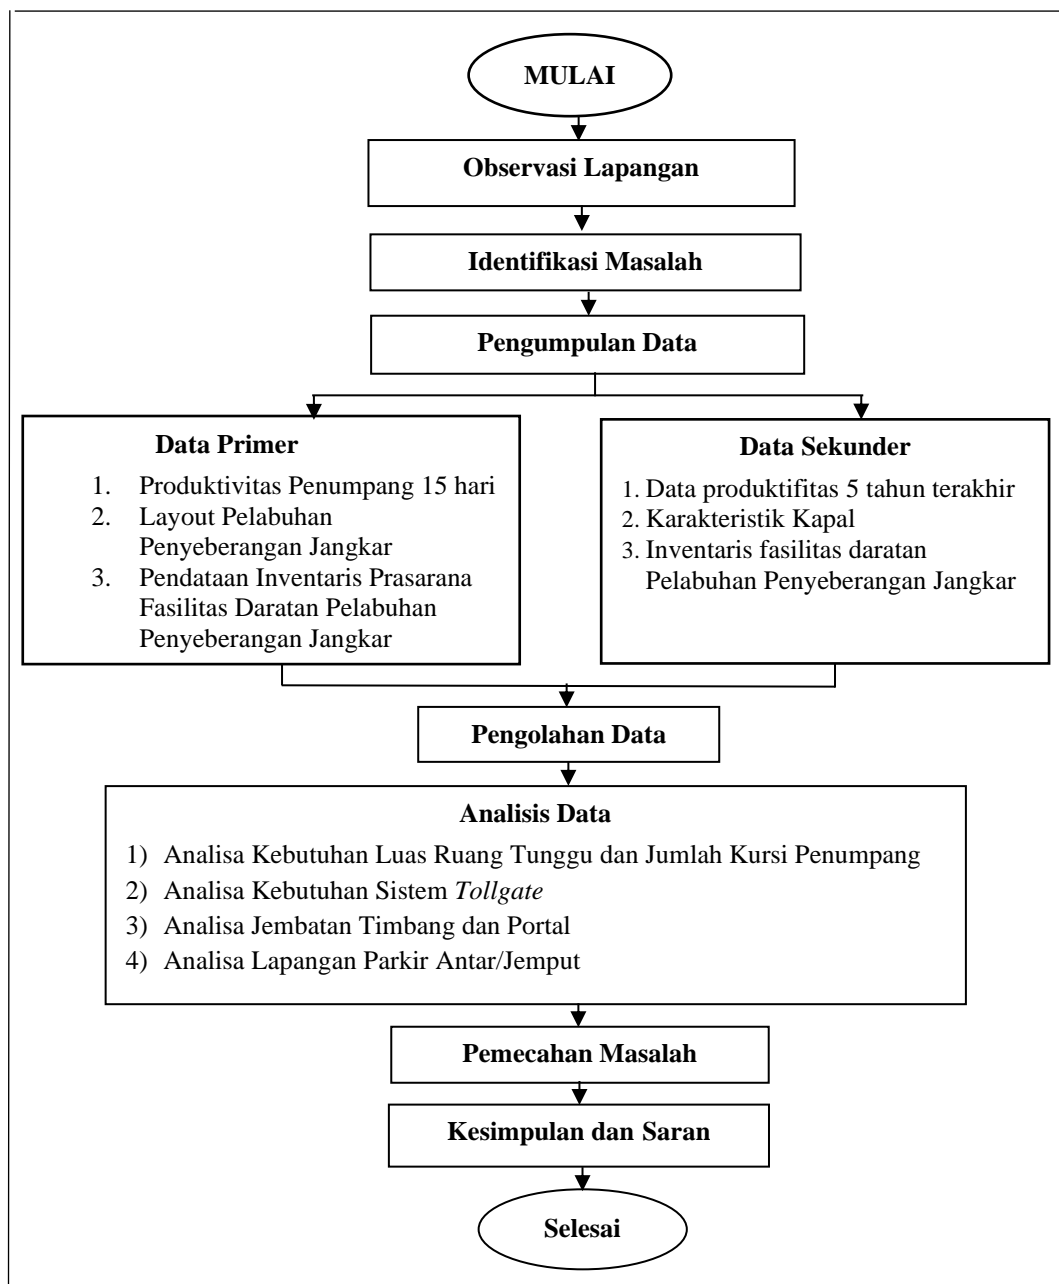 MULAI
Observasi Lapangan
Identifikasi Masalah
Pengumpulan Data
Data Primer
1. Produktivitas Penumpang 15 hari
2. Layout Pelabuhan
Penyeberangan Jangkar
3. Pendataan Inventaris Prasarana
Fasilitas Daratan Pelabuhan
Penyeberangan Jangkar
Data Sekunder
1. Data produktifitas 5 tahun terakhir
2. Karakteristik Kapal
3. Inventaris fasilitas daratan
Pelabuhan Penyeberangan Jangkar
Pengolahan Data
Analisis Data
1) Analisa Kebutuhan Luas Ruang Tunggu dan Jumlah Kursi Penumpang
2) Analisa Kebutuhan Sistem Tollgate
3) Analisa Jembatan Timbang dan Portal
4) Analisa Lapangan Parkir Antar/Jemput
Pemecahan Masalah
Kesimpulan dan Saran
Selesai